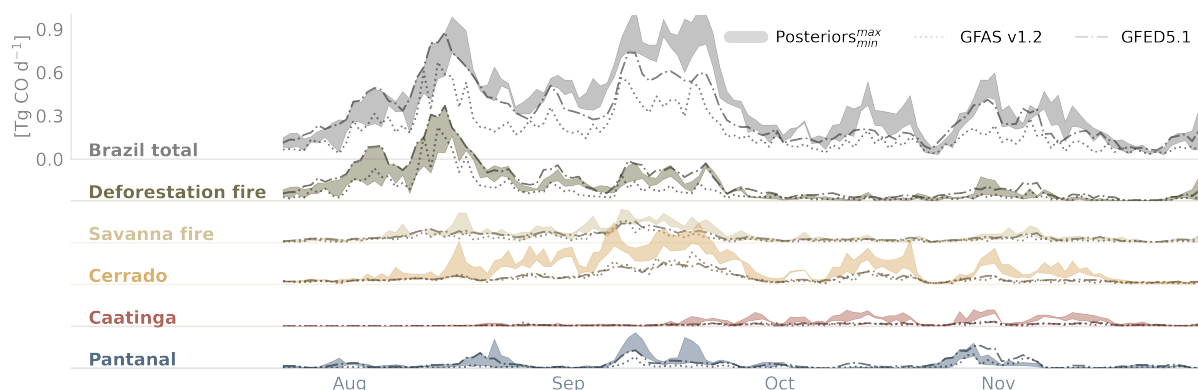 0.9
0.6
0.3
0.0
[Tg CO d⁻¹]
Posteriors max min
GFAS v1.2
GFED5.1
Brazil total
Deforestation fire
Savanna fire
Cerrado
Caatinga
Pantanal
Aug Sep Oct Nov